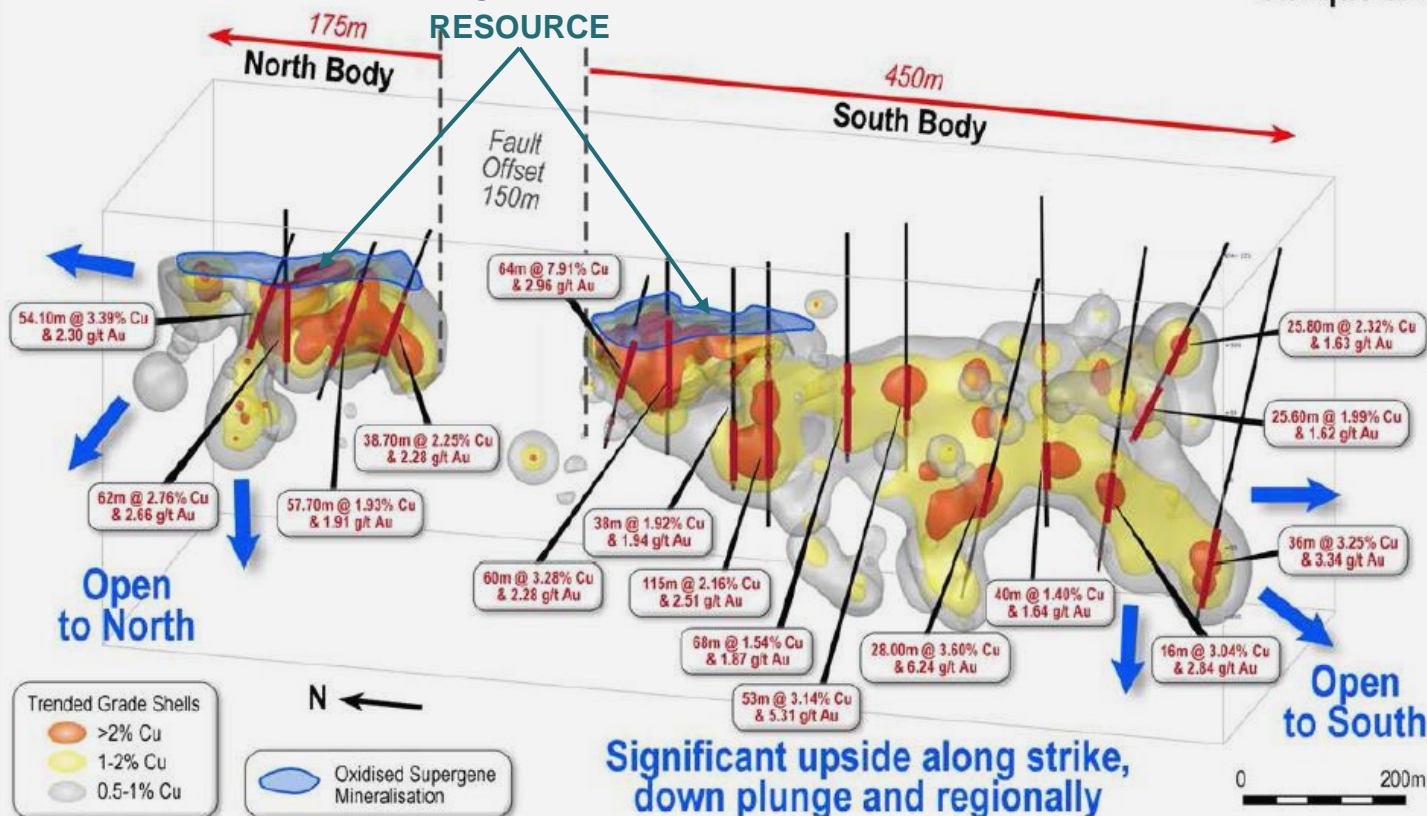 RESOURCE
175m
North Body
450m
South Body
Fault
Offset
150m
64m @ 7.91% Cu
& 2.96 g/t Au
54.10m @ 3.39% Cu
& 2.30 g/t Au
25.80m @ 2.32% Cu
& 1.63 g/t Au
25.60m @ 1.99% Cu
& 1.62 g/t Au
38.70m @ 2.25% Cu
& 2.28 g/t Au
62m @ 2.76% Cu
& 2.66 g/t Au
57.70m @ 1.93% Cu
& 1.91 g/t Au
38m @ 1.92% Cu
& 1.94 g/t Au
36m @ 3.25% Cu
& 3.34 g/t Au
60m @ 3.28% Cu
& 2.28 g/t Au
115m @ 2.16% Cu
& 2.51 g/t Au
40m @ 1.40% Cu
& 1.64 g/t Au
68m @ 1.54% Cu
& 1.87 g/t Au
28.00m @ 3.60% Cu
& 6.24 g/t Au
16m @ 3.04% Cu
& 2.84 g/t Au
53m @ 3.14% Cu
& 5.31 g/t Au
Open
to North
Open
to South
N
Trended Grade Shells
>2% Cu
1-2% Cu
0.5-1% Cu
Oxidised Supergene
Mineralisation
Significant upside along strike,
down plunge and regionally
0 200m